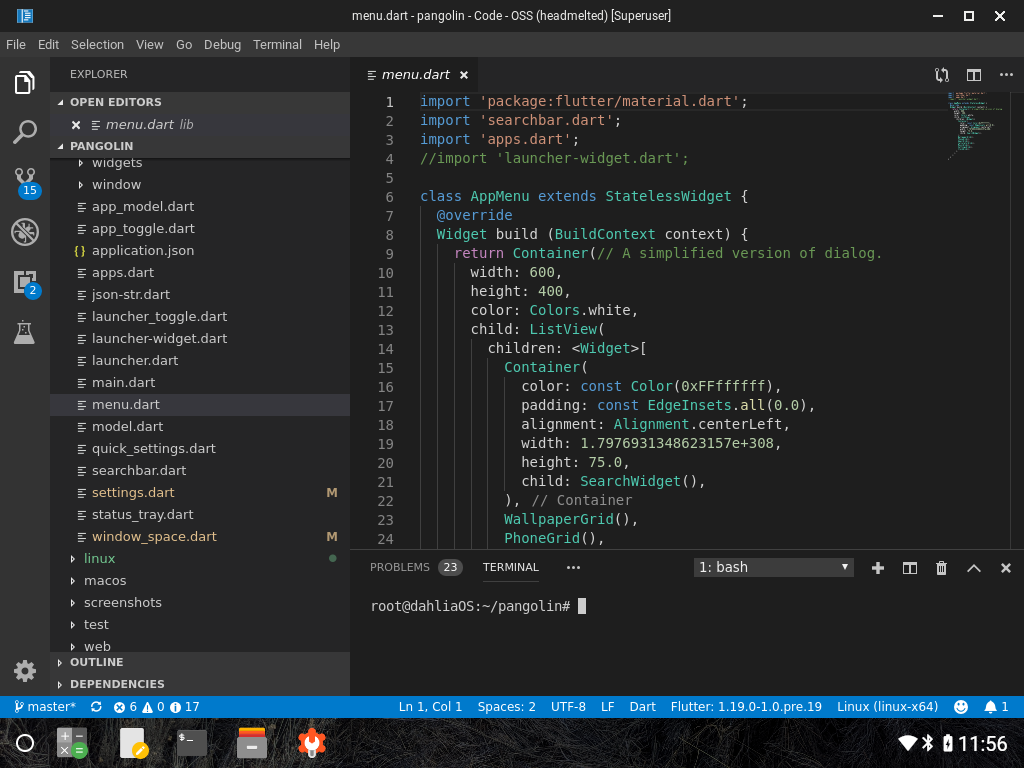 menu.dart - pangolin - Code - OSS (headmelted) [Superuser]
File Edit Selection View Go Debug Terminal Help
EXPLORER
OPEN EDITORS
menu.dart lib
PANGOLIN
widgets
window
app_model.dart
app_toggle.dart
{} application.json
apps.dart
json-str.dart
launcher_toggle.dart
launcher-widget.dart
launcher.dart
main.dart
menu.dart
model.dart
quick_settings.dart
searchbar.dart
settings.dart M
status_tray.dart
window_space.dart M
linux
macos
screenshots
test
web
OUTLINE
DEPENDENCIES
15
2
menu.dart
1 import 'package:flutter/material.dart';
2 import 'searchbar.dart';
3 import 'apps.dart';
4 //import 'launcher-widget.dart';
5
6 class AppMenu extends StatelessWidget {
7 @override
8 Widget build (BuildContext context) {
9 return Container(// A simplified version of dialog.
10 width: 600,
11 height: 400,
12 color: Colors.white,
13 child: ListView(
14 children: <Widget>[
15 Container(
16 color: const Color(0xFFffffff),
17 padding: const EdgeInsets.all(0.0),
18 alignment: Alignment.centerLeft,
19 width: 1.7976931348623157e+308,
20 height: 75.0,
21 child: SearchWidget(),
22 ), // Container
23 WallpaperGrid(),
24 PhoneGrid(),
PROBLEMS 23 TERMINAL 1: bash
root@dahliaOS:~/pangolin#
master* 6 0 17 Ln 1, Col 1 Spaces: 2 UTF-8 LF Dart Flutter: 1.19.0-1.0.pre.19 Linux (linux-x64) 1
$_
11:56